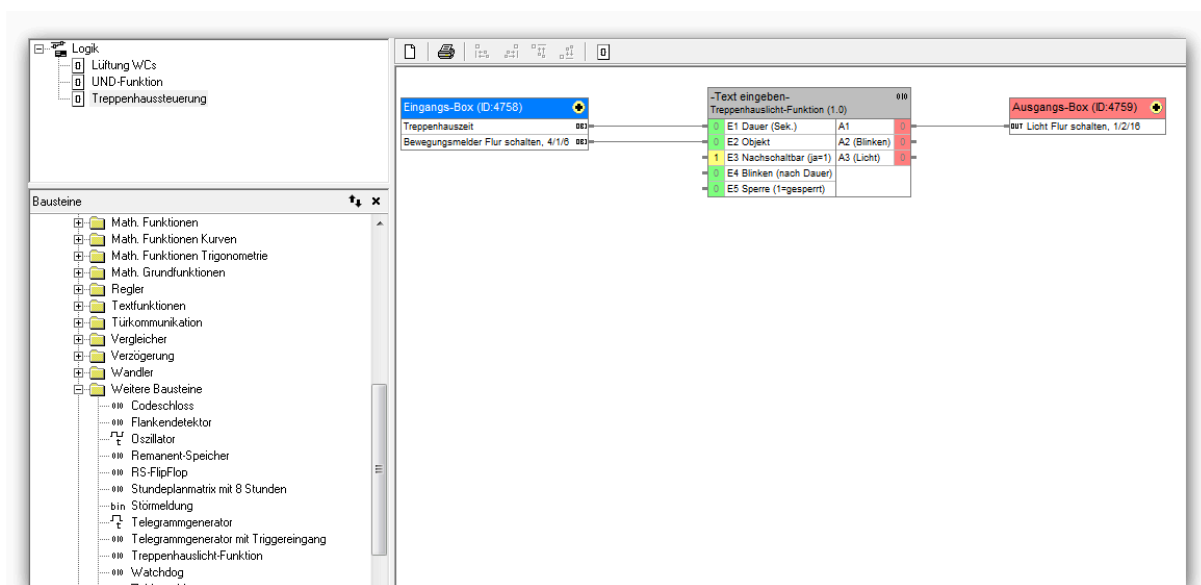 Logik
Lüftung WCs
UND-Funktion
Treppenhaussteuerung
Bausteine
Math. Funktionen
Math. Funktionen Kurven
Math. Funktionen Trigonometrie
Math. Grundfunktionen
Regler
Textfunktionen
Türkommunikation
Vergleicher
Verzögerung
Wandler
Weitere Bausteine
Codeschloss
Flankendetektor
Oszillator
Remanent-Speicher
RS-FlipFlop
Stundeplanmatrix mit 8 Stunden
bin Störmeldung
Telegrammgenerator
Telegrammgenerator mit Triggereingang
Treppenhauslicht-Funktion
Watchdog
Eingangs-Box (ID:4758)
Treppenhauszeit
Bewegungsmelder Flur schalten, 4/1/6
-Text eingeben-
Treppenhauslicht-Funktion (1.0)
0 E1 Dauer (Sek.) A1 0
0 E2 Objekt A2 (Blinken) 0
1 E3 Nachschaltbar (ja=1) A3 (Licht) 0
0 E4 Blinken (nach Dauer)
0 E5 Sperre (1=gesperrt)
Ausgangs-Box (ID:4759)
OUT Licht Flur schalten, 1/2/16